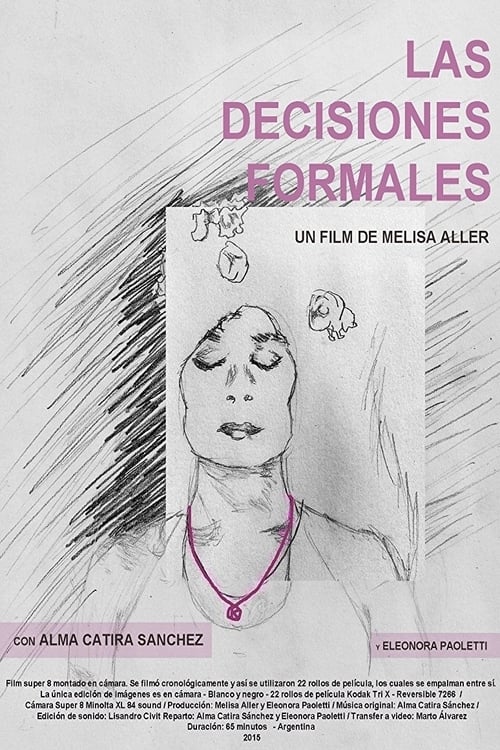 LAS
DECISIONES
FORMALES
UN FILM DE MELISA ALLER
CON ALMA CATIRA SANCHEZ
Y ELEONORA PAOLETTI
Film super 8 montado en cámara. Se filmó cronológicamente y así se utilizaron 22 rollos de película, los cuales se empalman entre sí.
La única edición de imágenes es en cámara - Blanco y negro - 22 rollos de película Kodak Tri X - Reversible 7266 /
Cámara Super 8 Minolta XL 84 sound / Producción: Melisa Aller y Eleonora Paoletti / Música original: Alma Catira Sánchez /
Edición de sonido: Lisandro Civit Reparto: Alma Catira Sánchez y Eleonora Paoletti / Transfer a video: Marto Álvarez
Duración: 65 minutos - Argentina
2015